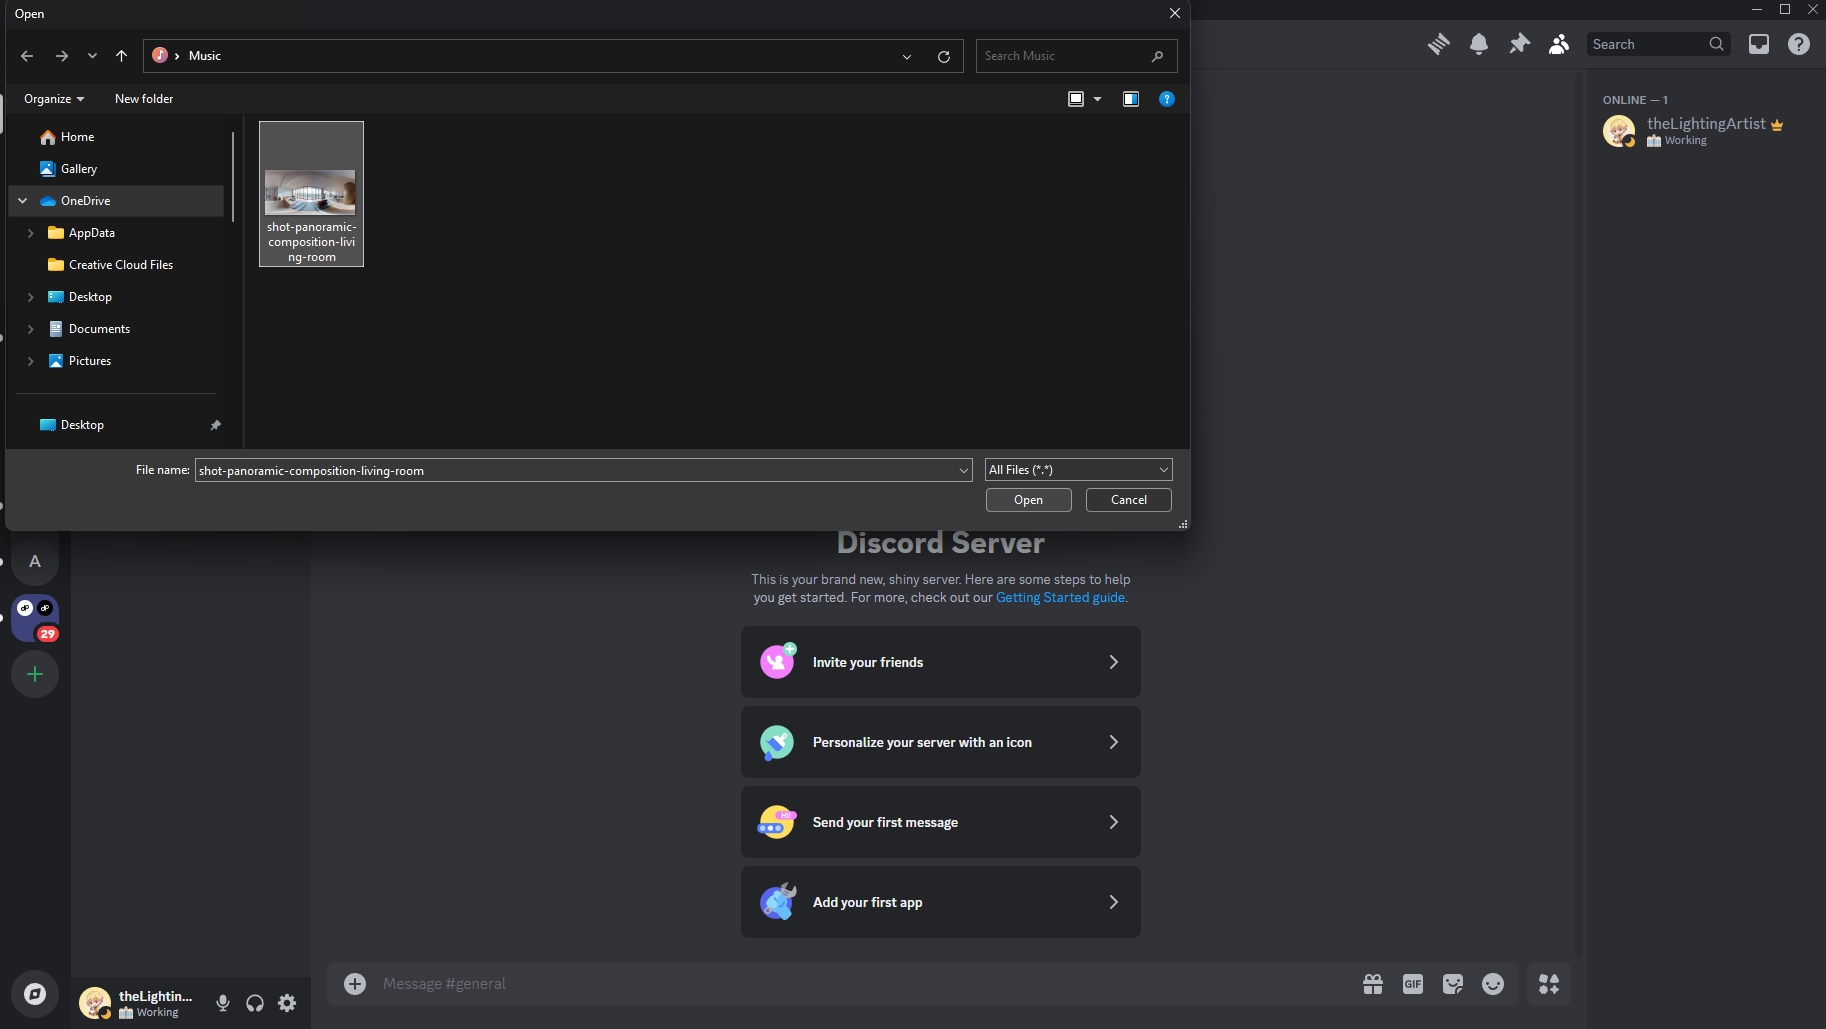 Open
Music
Search Music
Search
Organize
New folder
ONLINE — 1
theLightingArtist
Working
Home
Gallery
OneDrive
AppData
Creative Cloud Files
Desktop
Documents
Pictures
Desktop
shot-panoramic-
composition-livi
ng-room
File name:
shot-panoramic-composition-living-room
All Files (*.*)
Open
Cancel
Discord Server
This is your brand new, shiny server. Here are some steps to help
you get started. For more, check out our Getting Started guide.
A
29
Invite your friends
Personalize your server with an icon
Hi!
Send your first message
Add your first app
Message #general
GIF
theLightin...
Working